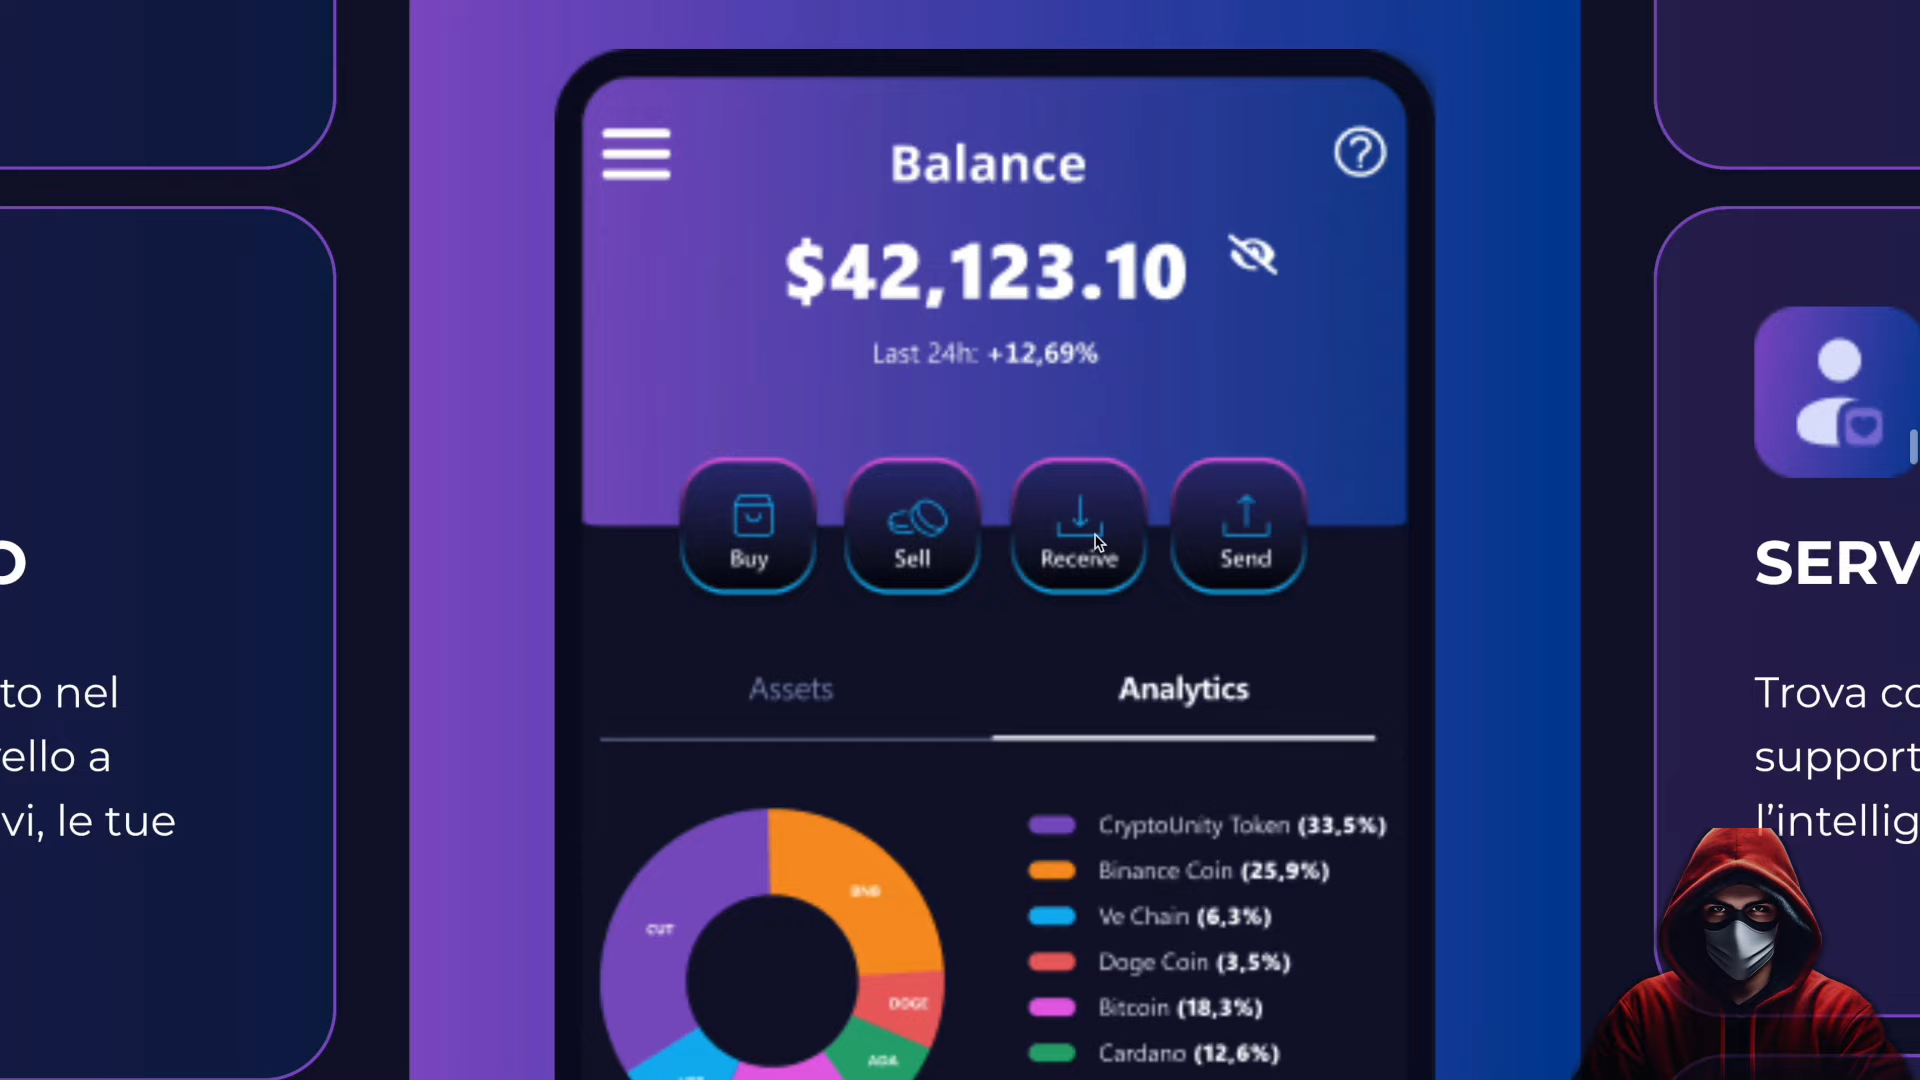 Balance
$42,123.10
Last 24h: +12,69%
Buy
Sell
Receive
Send
Assets
Analytics
CryptoUnity Token (33,5%)
Binance Coin (25,9%)
Ve Chain (6,3%)
Doge Coin (3,5%)
Bitcoin (18,3%)
Cardano (12,6%)
BNB
CUT
DOGE
ADA
to nel
ello a
vi, le tue
SERV
Trova co
support
l'intellig